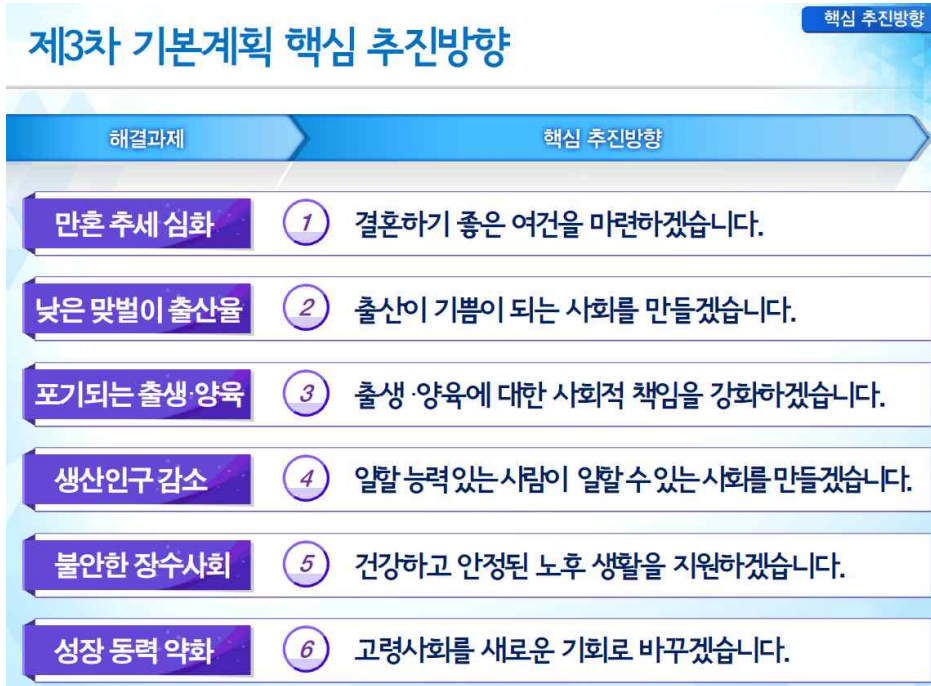 핵심 추진방향
제3차 기본계획 핵심 추진방향
해결과제 핵심 추진방향
만혼 추세 심화 1 결혼하기 좋은 여건을 마련하겠습니다.
낮은 맞벌이 출산율 2 출산이 기쁨이 되는 사회를 만들겠습니다.
포기되는 출생·양육 3 출생·양육에 대한 사회적 책임을 강화하겠습니다.
생산인구 감소 4 일할 능력 있는 사람이 일할 수 있는 사회를 만들겠습니다.
불안한 장수사회 5 건강하고 안정된 노후 생활을 지원하겠습니다.
성장 동력 약화 6 고령사회를 새로운 기회로 바꾸겠습니다.